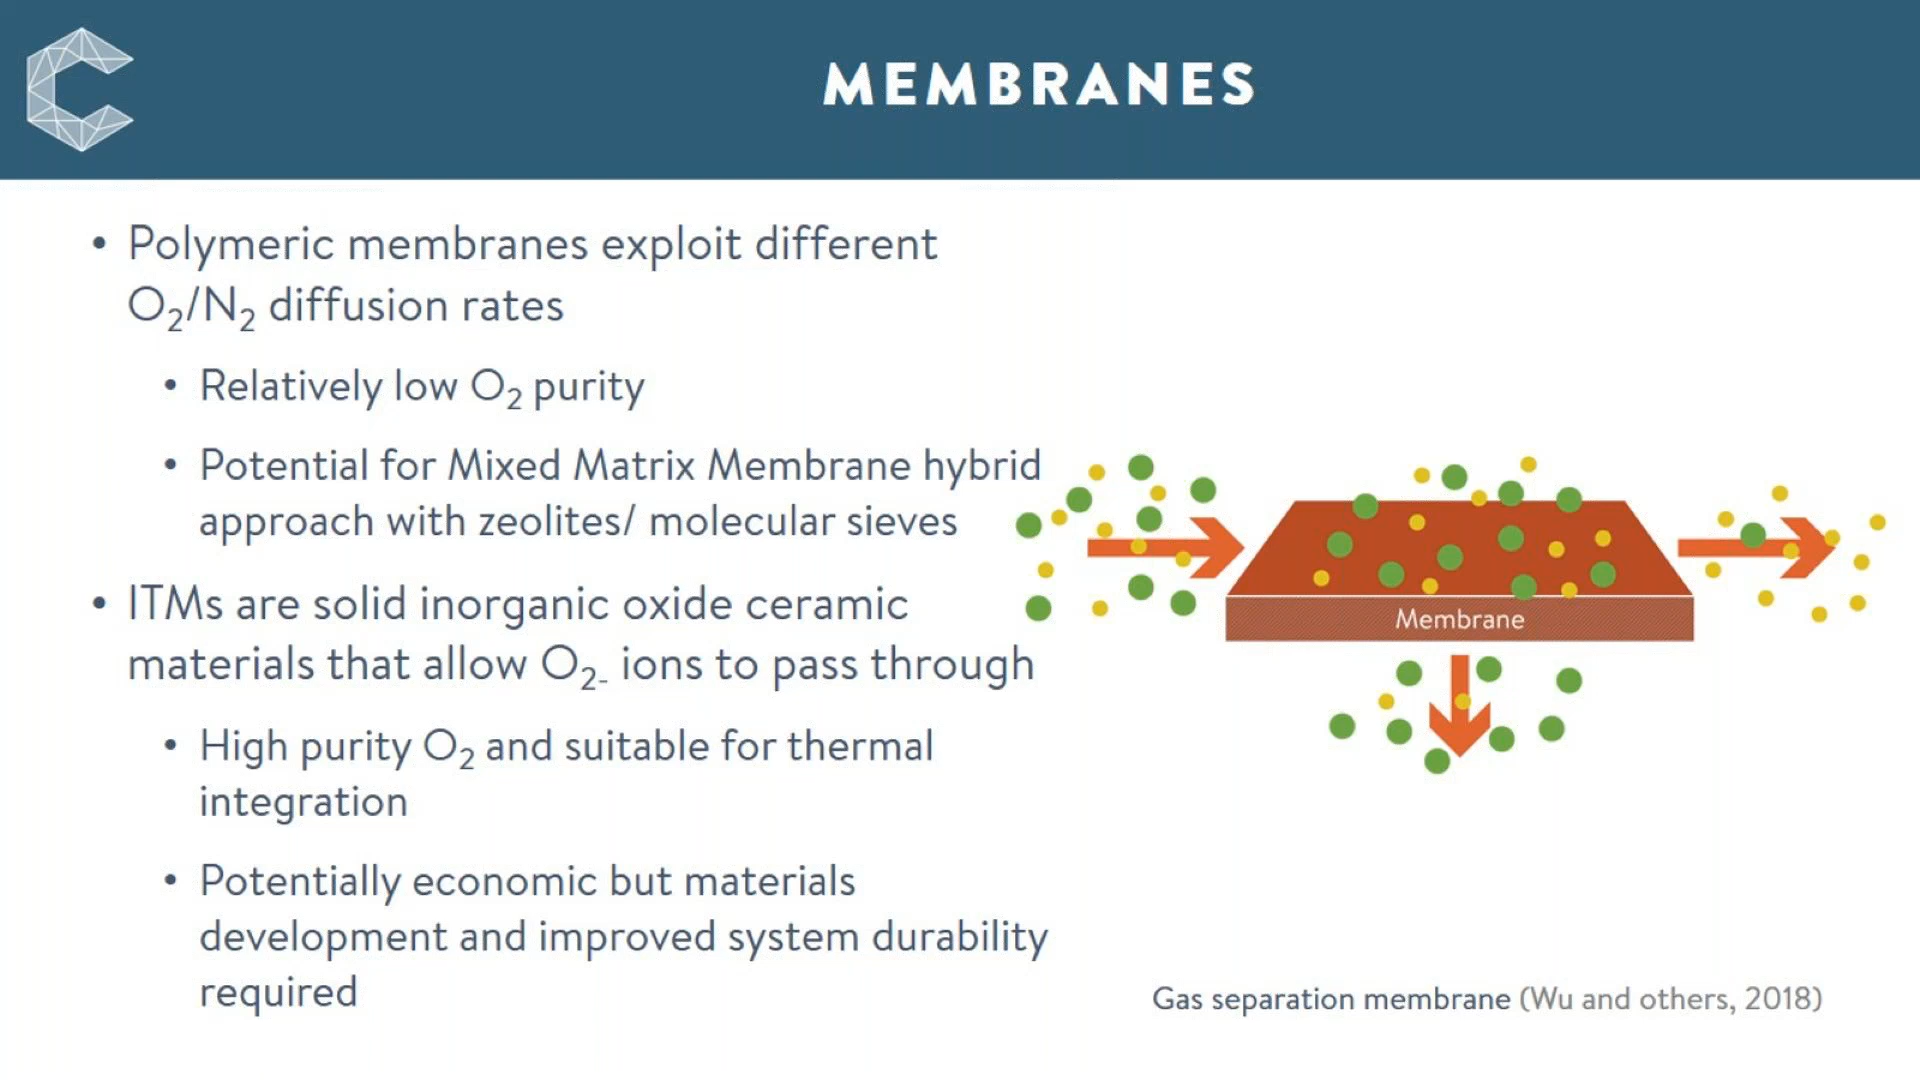 MEMBRANES
• Polymeric membranes exploit different
O₂/N₂ diffusion rates
• Relatively low O₂ purity
• Potential for Mixed Matrix Membrane hybrid
approach with zeolites/ molecular sieves
• ITMs are solid inorganic oxide ceramic
materials that allow O₂₋ ions to pass through
• High purity O₂ and suitable for thermal
integration
• Potentially economic but materials
development and improved system durability
required
Membrane
Gas separation membrane (Wu and others, 2018)